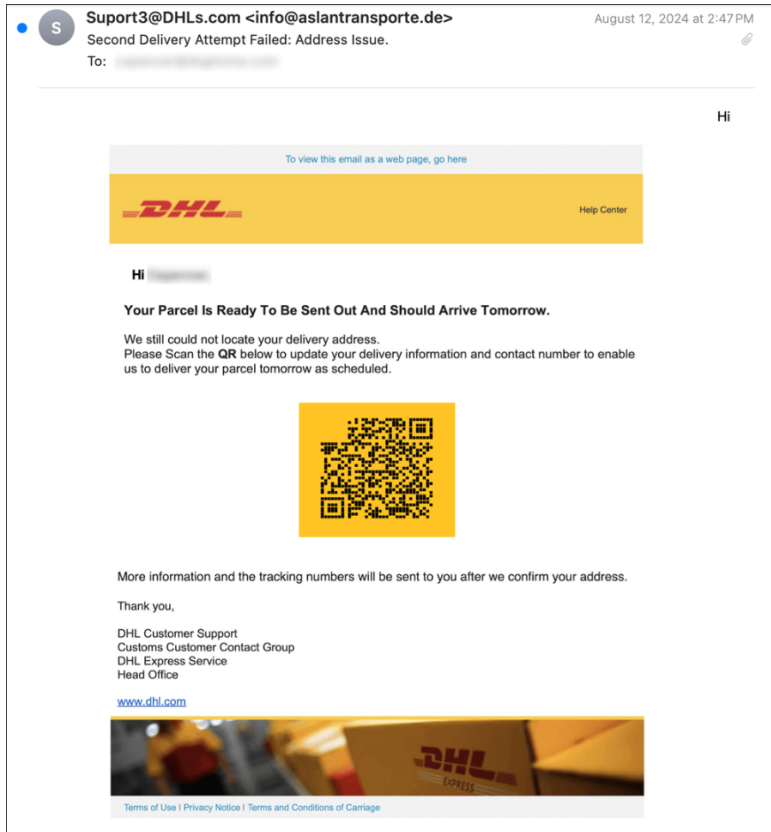 S
Suport3@DHLs.com <info@aslantransporte.de>
August 12, 2024 at 2:47 PM
Second Delivery Attempt Failed: Address Issue.
To:
Hi
To view this email as a web page, go here
DHL
Help Center
Hi
Your Parcel Is Ready To Be Sent Out And Should Arrive Tomorrow.
We still could not locate your delivery address.
Please Scan the QR below to update your delivery information and contact number to enable
us to deliver your parcel tomorrow as scheduled.
More information and the tracking numbers will be sent to you after we confirm your address.
Thank you,
DHL Customer Support
Customs Customer Contact Group
DHL Express Service
Head Office
www.dhl.com
DHL
EXPRESS
Terms of Use I Privacy Notice I Terms and Conditions of Carriage